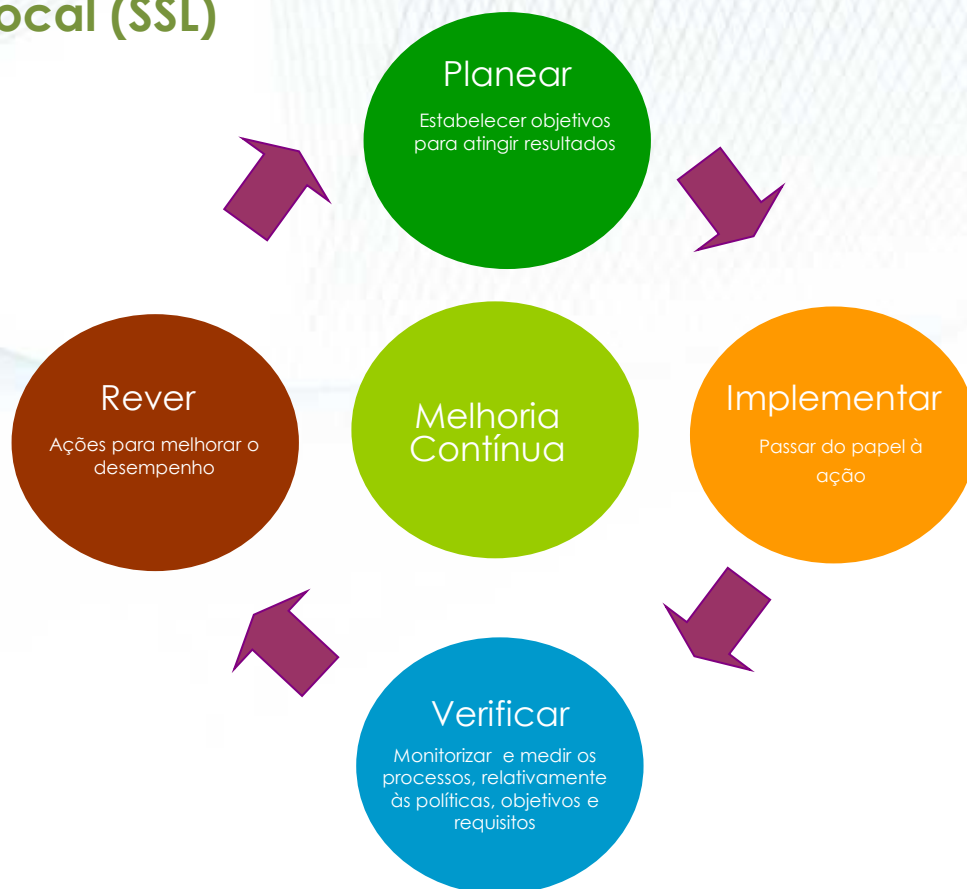 ocal (SSL)
Planear
Estabelecer objetivos
para atingir resultados
Rever
Ações para melhorar o
desempenho
Melhoria
Contínua
Implementar
Passar do papel à
ação
Verificar
Monitorizar e medir os
processos, relativamente
às políticas, objetivos e
requisitos